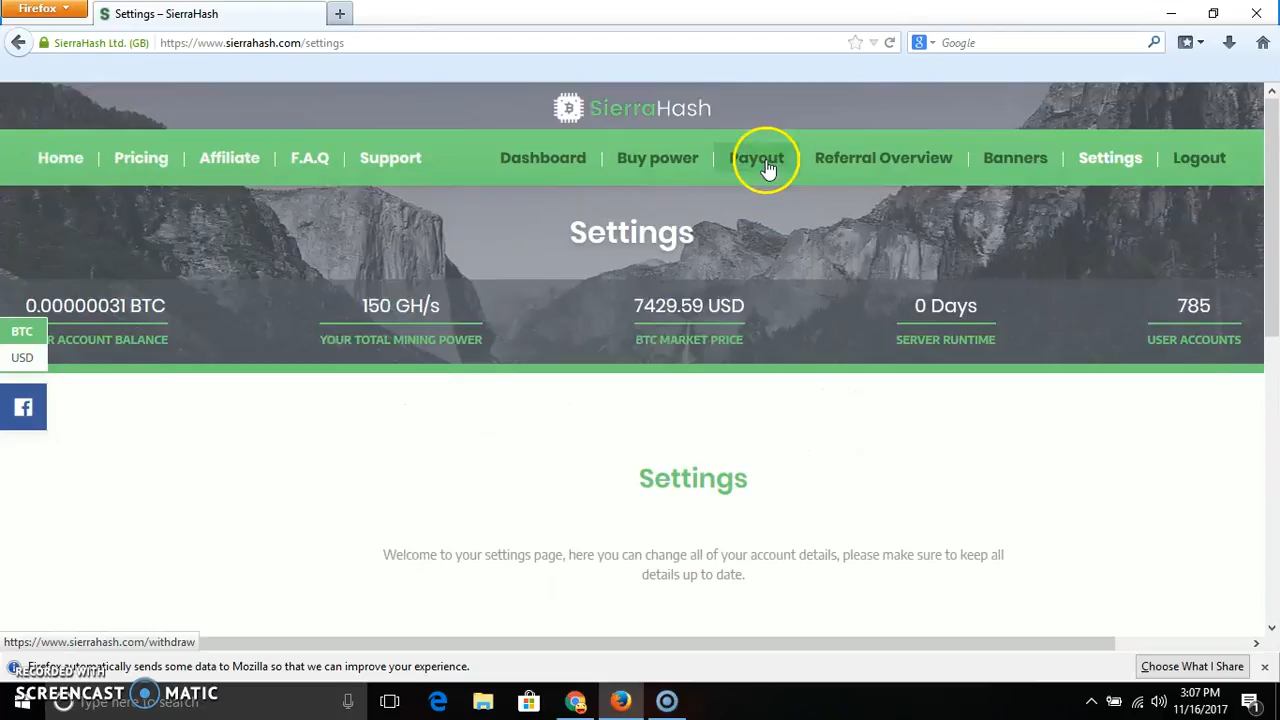 Firefox
Settings – SierraHash
SierraHash Ltd. (GB)
https://www.sierrahash.com/settings
Google
SierraHash
Home
Pricing
Affiliate
F.A.Q
Support
Dashboard
Buy power
Payout
Referral Overview
Banners
Settings
Logout
Settings
0.00000031 BTC
150 GH/s
7429.59 USD
0 Days
785
BTC
R ACCOUNT BALANCE
YOUR TOTAL MINING POWER
BTC MARKET PRICE
SERVER RUNTIME
USER ACCOUNTS
USD
Settings
Welcome to your settings page, here you can change all of your account details, please make sure to keep all
details up to date.
https://www.sierrahash.com/withdraw
Firefox automatically sends some data to Mozilla so that we can improve your experience.
Choose What I Share
RECORDED WITH
SCREENCAST MATIC
Type here to search
3:07 PM
11/16/2017